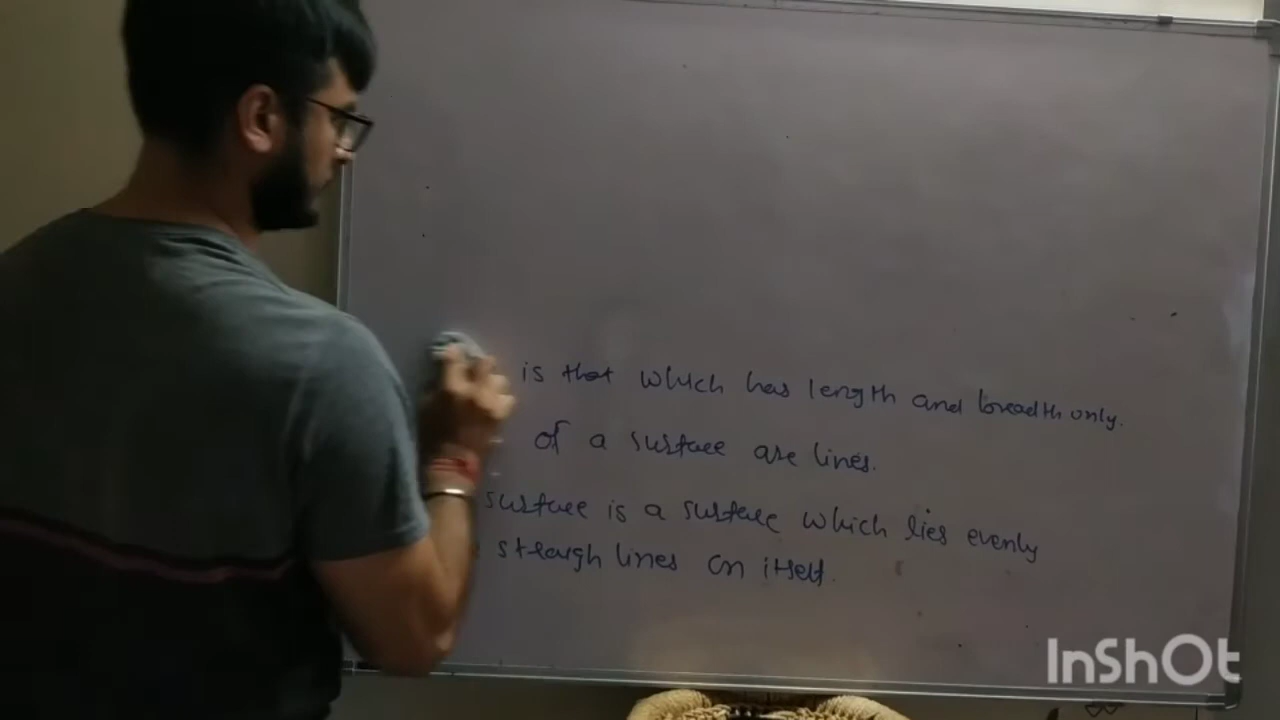 is that which has length and breadth only.
of a surface are lines.
surface is a surface which lies evenly
straigh lines on itself.
InShOt